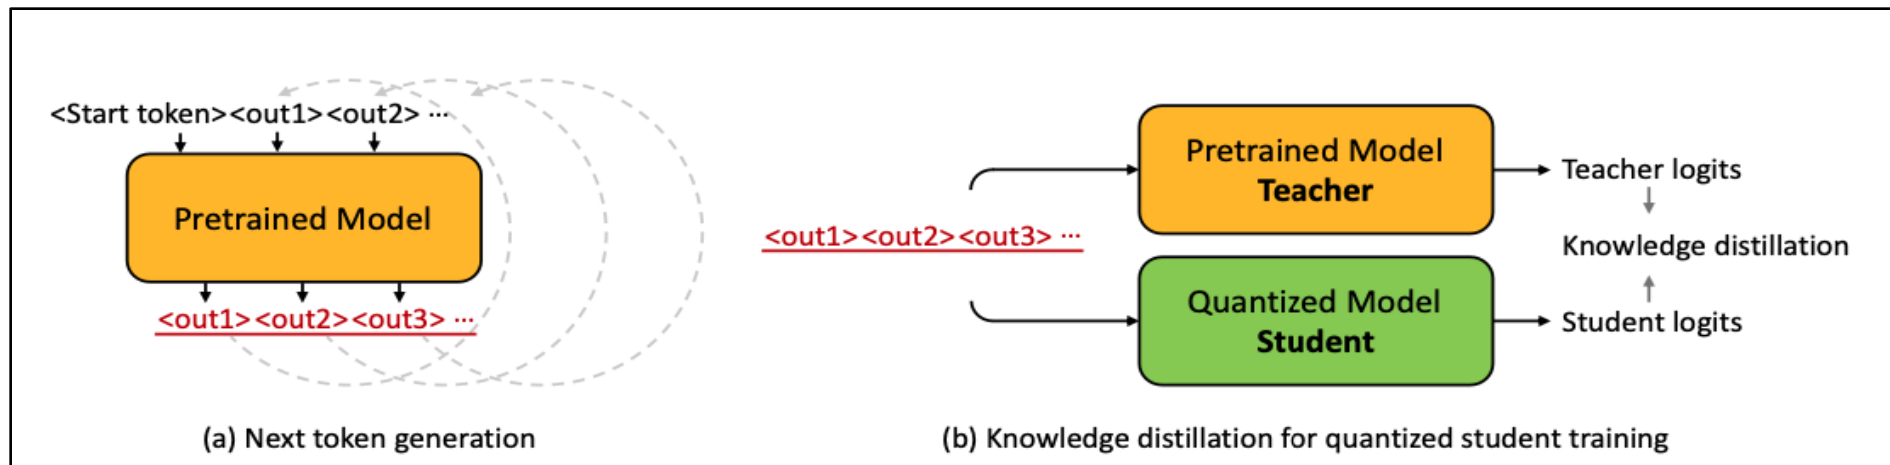 <Start token><out1><out2> ···
Pretrained Model
<out1><out2><out3> ···
(a) Next token generation
<out1><out2><out3> ···
Pretrained Model
Teacher
Quantized Model
Student
Teacher logits
Knowledge distillation
Student logits
(b) Knowledge distillation for quantized student training